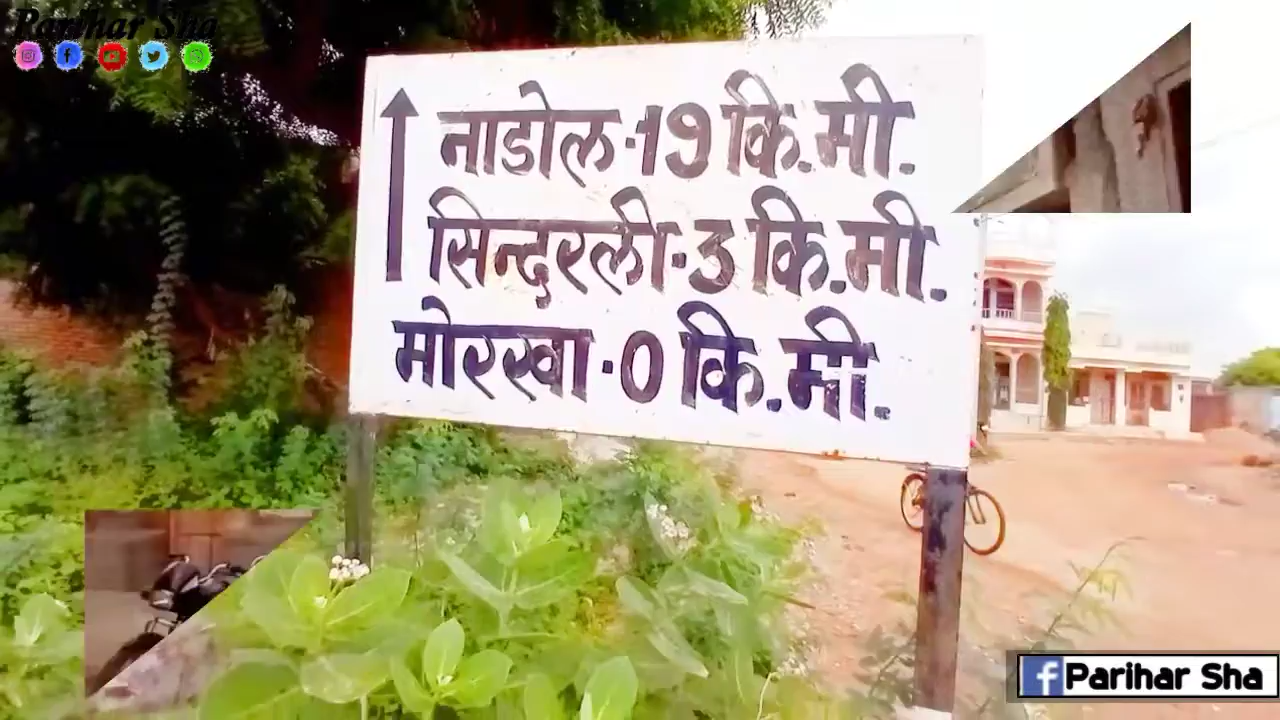 Parihar Sha
नाडोल-19 कि.मी.
सिन्दरली-3 कि.मी.
मोरखा-0 कि.मी.
Parihar Sha